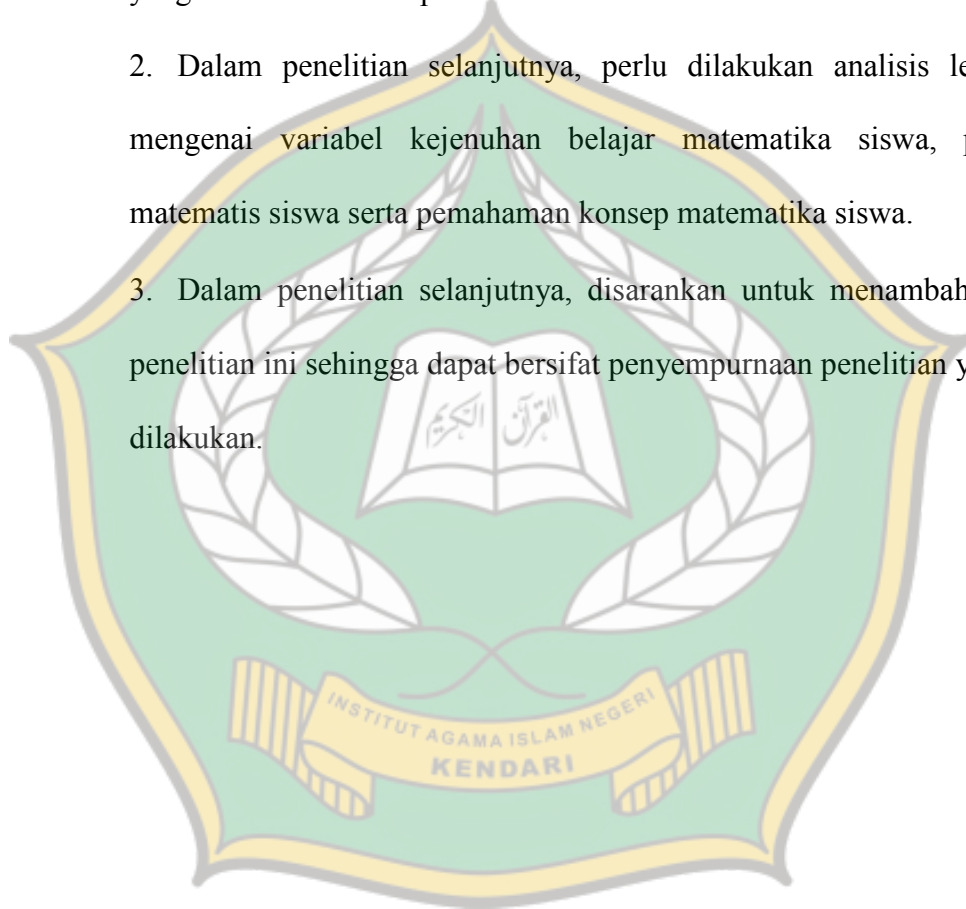 2. Dalam penelitian selanjutnya, perlu dilakukan analisis
mengenai variabel kejenuhan belajar matematika siswa,
matematis siswa serta pemahaman konsep matematika siswa.
3. Dalam penelitian selanjutnya, disarankan untuk
penelitian ini sehingga dapat bersifat penyempurnaan penelitian
dilakukan.
القرآن الكريم
INSTITUT AGAMA ISLAM NEGERI
KENDARI